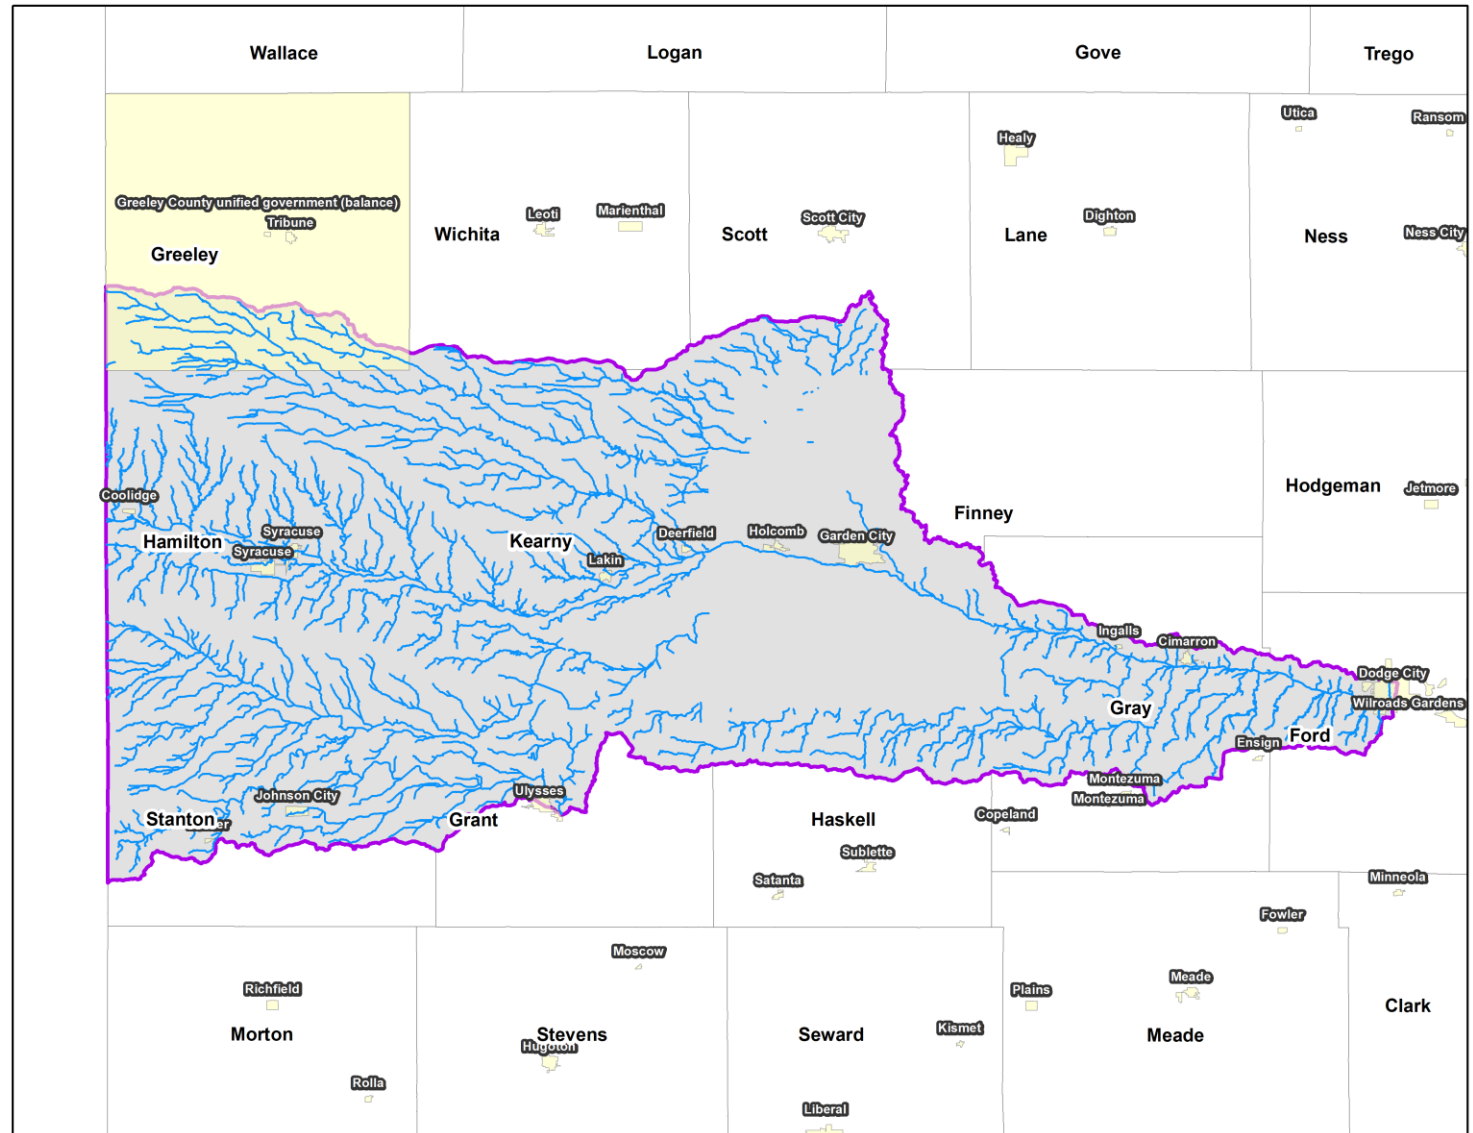 Wallace
Logan
Gove
Trego
Utica
Ransom
Healy
Greeley County unified government (balance)
Tribune
Leoti
Marienthal
Scott City
Dighton
Ness City
Greeley
Wichita
Scott
Lane
Ness
Coolidge
Hamilton
Syracuse
Syracuse
Kearny
Lakin
Deerfield
Holcomb
Garden City
Finney
Hodgeman
Jetmore
Ingalls
Cimarron
Dodge City
Wilroads Gardens
Gray
Ford
Ensign
Montezuma
Montezuma
Johnson City
Ulysses
Stanton
Grant
Haskell
Copeland
Sublette
Satanta
Minneola
Fowler
Moscow
Richfield
Plains
Meade
Clark
Morton
Stevens
Hugoton
Seward
Kismet
Meade
Rolla
Liberal